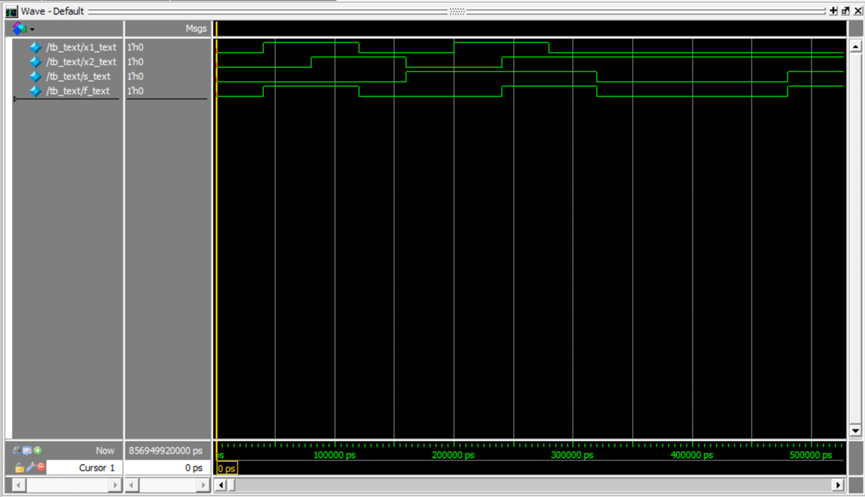 Wave - Default
Msgs
/tb_text/x1_text 1'h0
/tb_text/x2_text 1'h0
/tb_text/s_text 1'h0
/tb_text/f_text 1'h0
Now 856949920000 ps
Cursor 1 0 ps
ps 100000 ps 200000 ps 300000 ps 400000 ps 500000 ps
0 ps